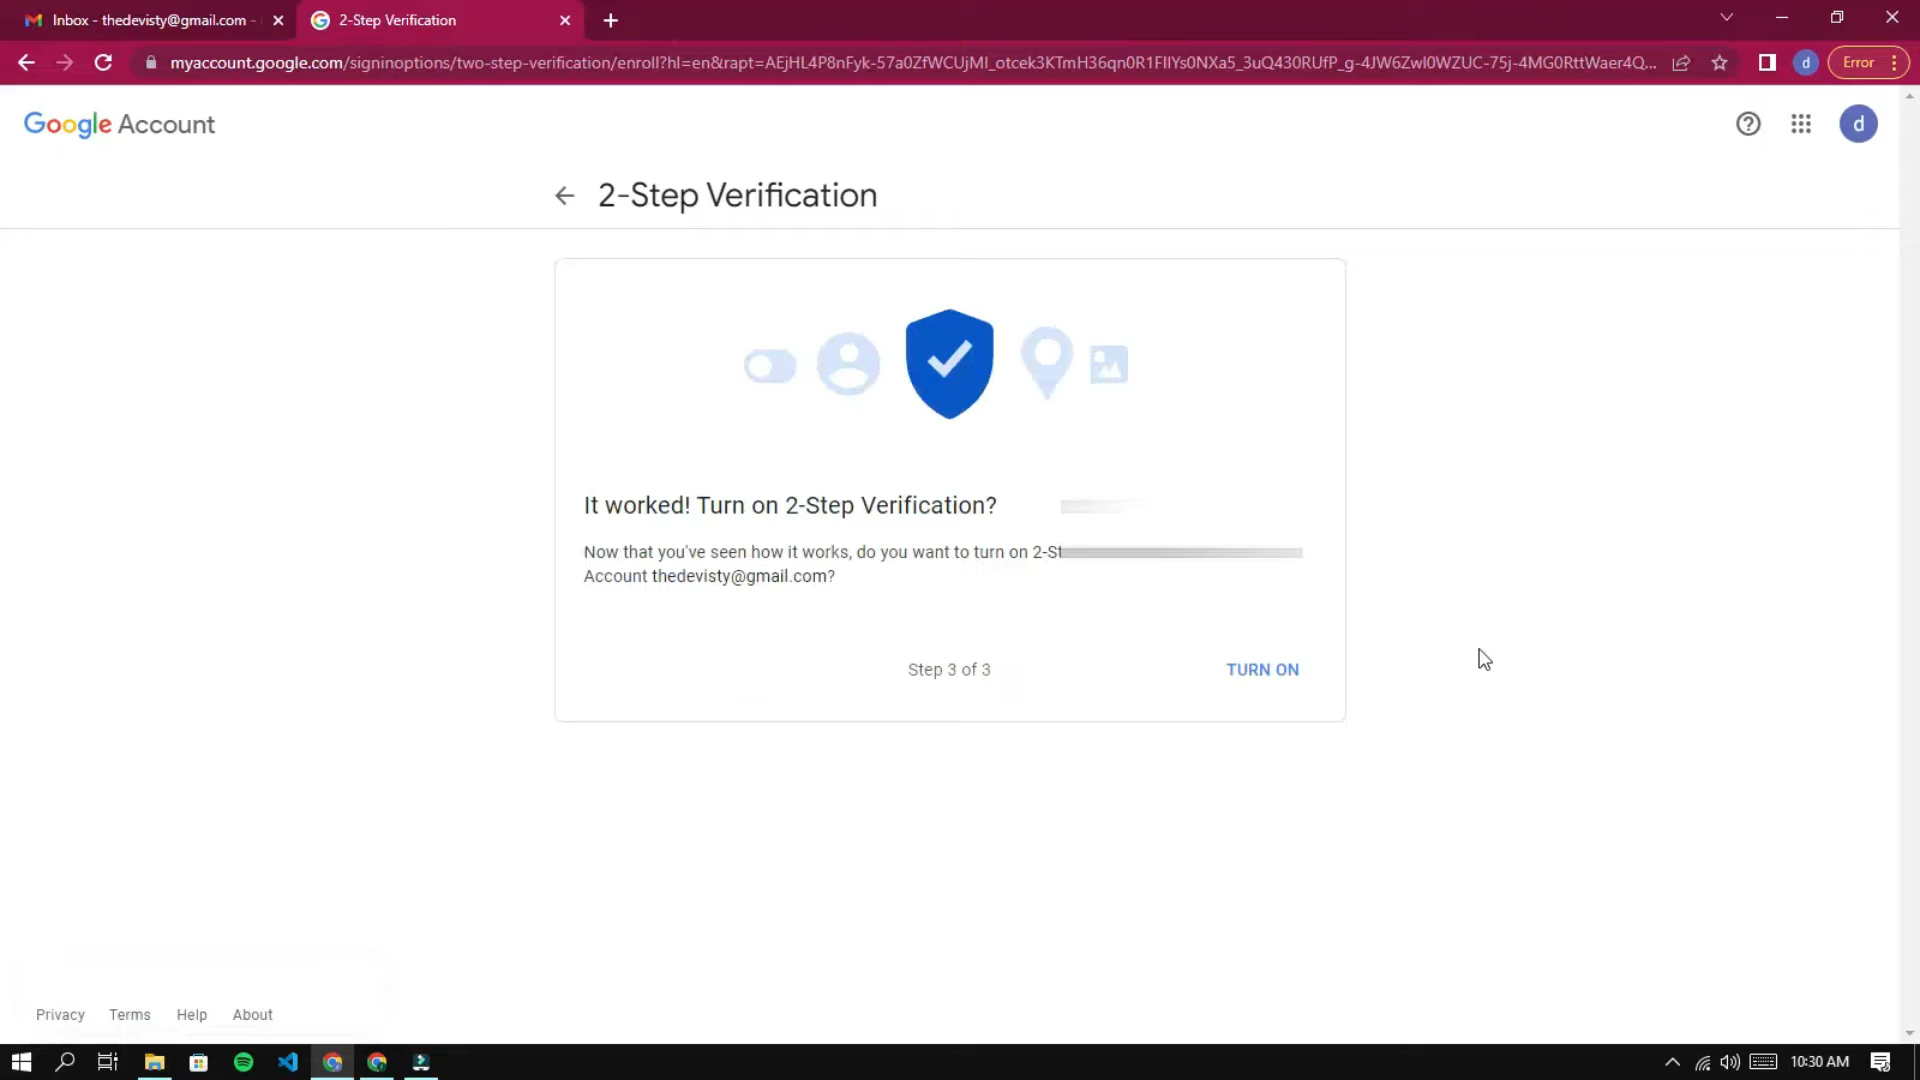 Inbox - thedevisty@gmail.com -
2-Step Verification
myaccount.google.com/signinoptions/two-step-verification/enroll?hl=en&rapt=AEjHL4P8nFyk-57a0ZfWCUjMI_otcek3KTmH36qn0R1FIlYs0NXa5_3uQ430RUfP_g-4JW6Zwl0WZUC-75j-4MG0RttWaer4Q...
d
Error
Google Account
d
2-Step Verification
It worked! Turn on 2-Step Verification?
Now that you've seen how it works, do you want to turn on 2-St
Account thedevisty@gmail.com?
Step 3 of 3
TURN ON
Privacy
Terms
Help
About
10:30 AM